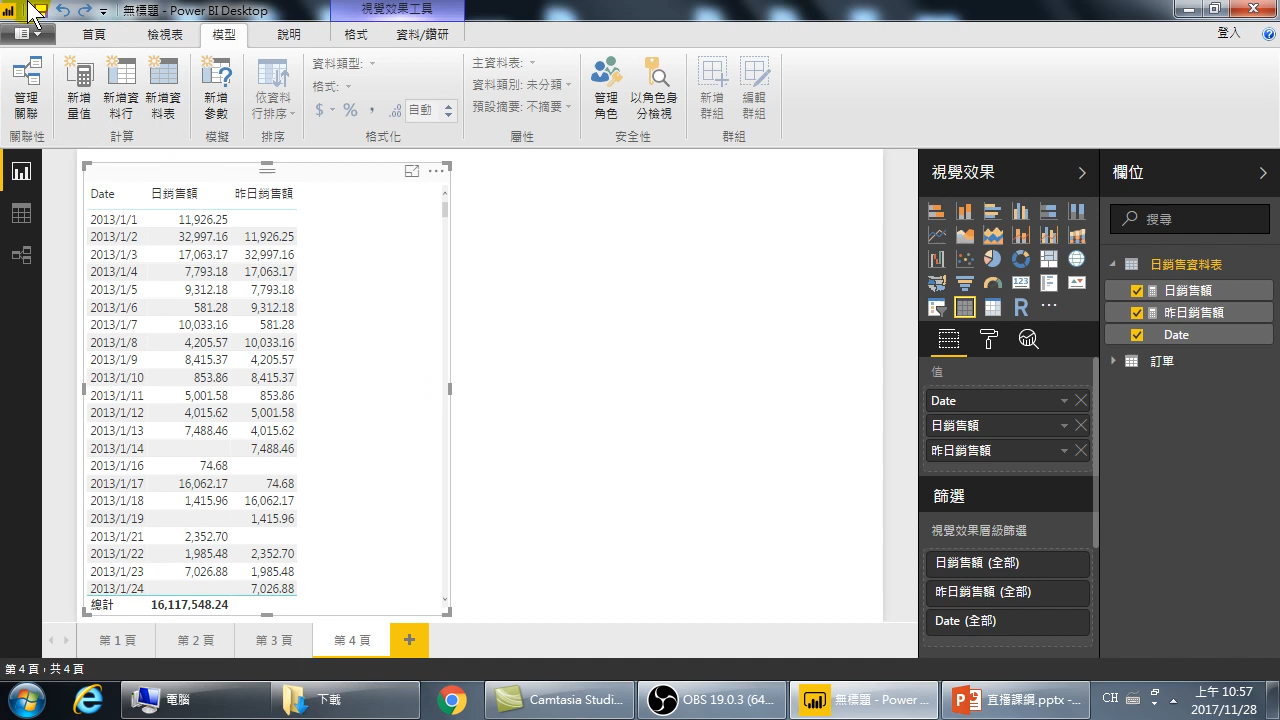 無標題 - Power BI Desktop
視覺效果工具
首頁 檢視表 模型 說明 格式 資料/鑽研 登入
管理關聯
新增量值
新增資料行
新增資料表
新增參數
依資料行排序
資料類型:
格式:
$ % , .00 自動
主資料表:
資料類別: 未分類
預設摘要: 不摘要
管理角色
以角色身分檢視
新增群組
編輯群組
關聯性 計算 模擬 排序 格式化 屬性 安全性 群組
Date 日銷售額 昨日銷售額
2013/1/1 11,926.25
2013/1/2 32,997.16 11,926.25
2013/1/3 17,063.17 32,997.16
2013/1/4 7,793.18 17,063.17
2013/1/5 9,312.18 7,793.18
2013/1/6 581.28 9,312.18
2013/1/7 10,033.16 581.28
2013/1/8 4,205.57 10,033.16
2013/1/9 8,415.37 4,205.57
2013/1/10 853.86 8,415.37
2013/1/11 5,001.58 853.86
2013/1/12 4,015.62 5,001.58
2013/1/13 7,488.46 4,015.62
2013/1/14 7,488.46
2013/1/16 74.68
2013/1/17 16,062.17 74.68
2013/1/18 1,415.96 16,062.17
2013/1/19 1,415.96
2013/1/21 2,352.70
2013/1/22 1,985.48 2,352.70
2013/1/23 7,026.88 1,985.48
2013/1/24 7,026.88
總計 16,117,548.24
視覺效果
123
R
值
Date
日銷售額
昨日銷售額
篩選
視覺效果層級篩選
日銷售額 (全部)
昨日銷售額 (全部)
Date (全部)
欄位
搜尋
日銷售資料表
日銷售額
昨日銷售額
Date
訂單
第 1 頁 第 2 頁 第 3 頁 第 4 頁
第 4 頁，共 4 頁
電腦
下載
Camtasia Studi...
OBS 19.0.3 (64...
無標題 - Power ...
直播課綱.pptx - ...
CH
上午 10:57
2017/11/28